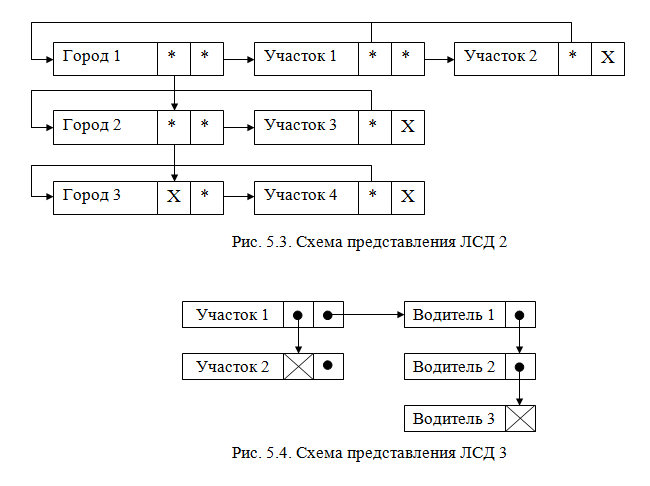 Город 1 * * Участок 1 * * Участок 2 * X
Город 2 * * Участок 3 * X
Город 3 X * Участок 4 * X
Рис. 5.3. Схема представления ЛСД 2
Участок 1 Водитель 1
Участок 2 Водитель 2
Водитель 3
Рис. 5.4. Схема представления ЛСД 3